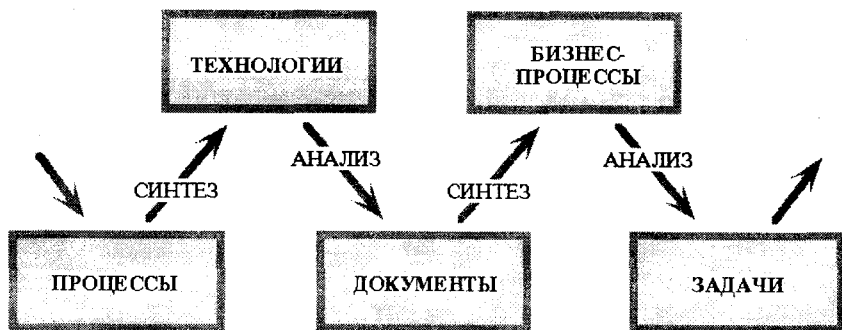 ТЕХНОЛОГИИ
БИЗНЕС-
ПРОЦЕССЫ
АНАЛИЗ
АНАЛИЗ
СИНТЕЗ
СИНТЕЗ
ПРОЦЕССЫ
ДОКУМЕНТЫ
ЗАДАЧИ